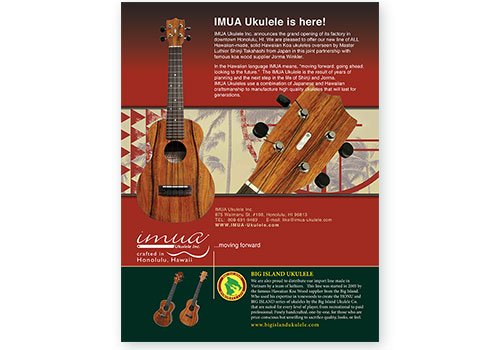 IMUA Ukulele is here!
IMUA Ukulele Inc. announces the grand opening of its factory in
downtown Honolulu, HI. We are pleased to offer our new line of ALL
Hawaiian-made, solid Hawaiian Koa ukuleles overseen by Master
Luthier Shinji Takahashi from Japan in this joint partnership with
famous koa wood supplier Jorma Winkler.
In the Hawaiian language IMUA means, "moving forward, going ahead,
looking to the future." The IMUA Ukulele is the result of years of
planning and the next step in the life of Shinji and Jorma.
IMUA Ukuleles use a combination of Japanese and Hawaiian
craftsmanship to manufacture high quality ukuleles that will last for
generations.
IMUA Ukulele Inc.
875 Waimanu St. #100, Honolulu, HI 96813
E-mail: like@imua-ukulele.com
WWW.IMUA-Ukulele.com
imua
Ukulele Inc.
crafted in
Honolulu, Hawaii
...moving forward
BIG ISLAND UKULELE
We are also proud to distribute our import line made in
Vietnam by a team of luthiers. This line was started in 2005 by
the famous Hawaiian Koa Wood supplier from the Big Island.
Who used his expertise in tonewoods to create the HONU and
BIG ISLAND series of ukuleles by the Big Island Ukulele Co.
that are suited for every level of player, from recreational to paid
professional. Finely handcrafted, one-by-one, for those who are
price conscious but unwilling to sacrifice quality, looks, or feel.
www.bigislandukulele.com